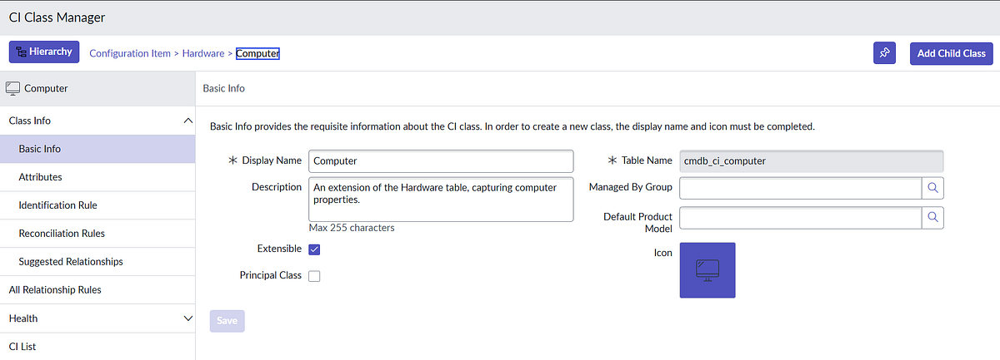 CI Class Manager
Hierarchy
Configuration Item > Hardware > Computer
Add Child Class
Computer
Basic Info
Class Info
Basic Info
Attributes
Identification Rule
Reconciliation Rules
Suggested Relationships
All Relationship Rules
Health
CI List
Basic Info provides the requisite information about the CI class. In order to create a new class, the display name and icon must be completed.
Display Name
Computer
Description
An extension of the Hardware table, capturing computer
properties.
Max 255 characters
Extensible
Principal Class
Save
Table Name
cmdb_ci_computer
Managed By Group
Default Product
Model
Icon